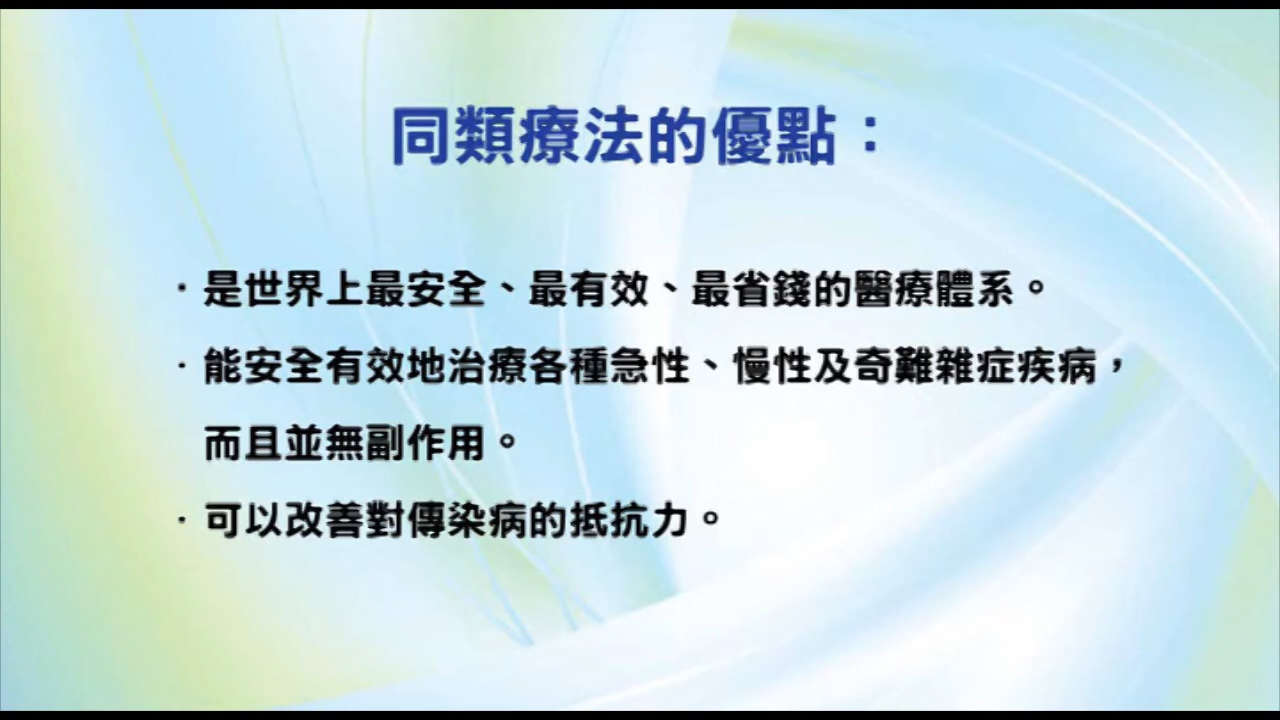 同類療法的優點：
· 是世界上最安全、最有效、最省錢的醫療體系。
· 能安全有效地治療各種急性、慢性及奇難雜症疾病，
而且並無副作用。
· 可以改善對傳染病的抵抗力。